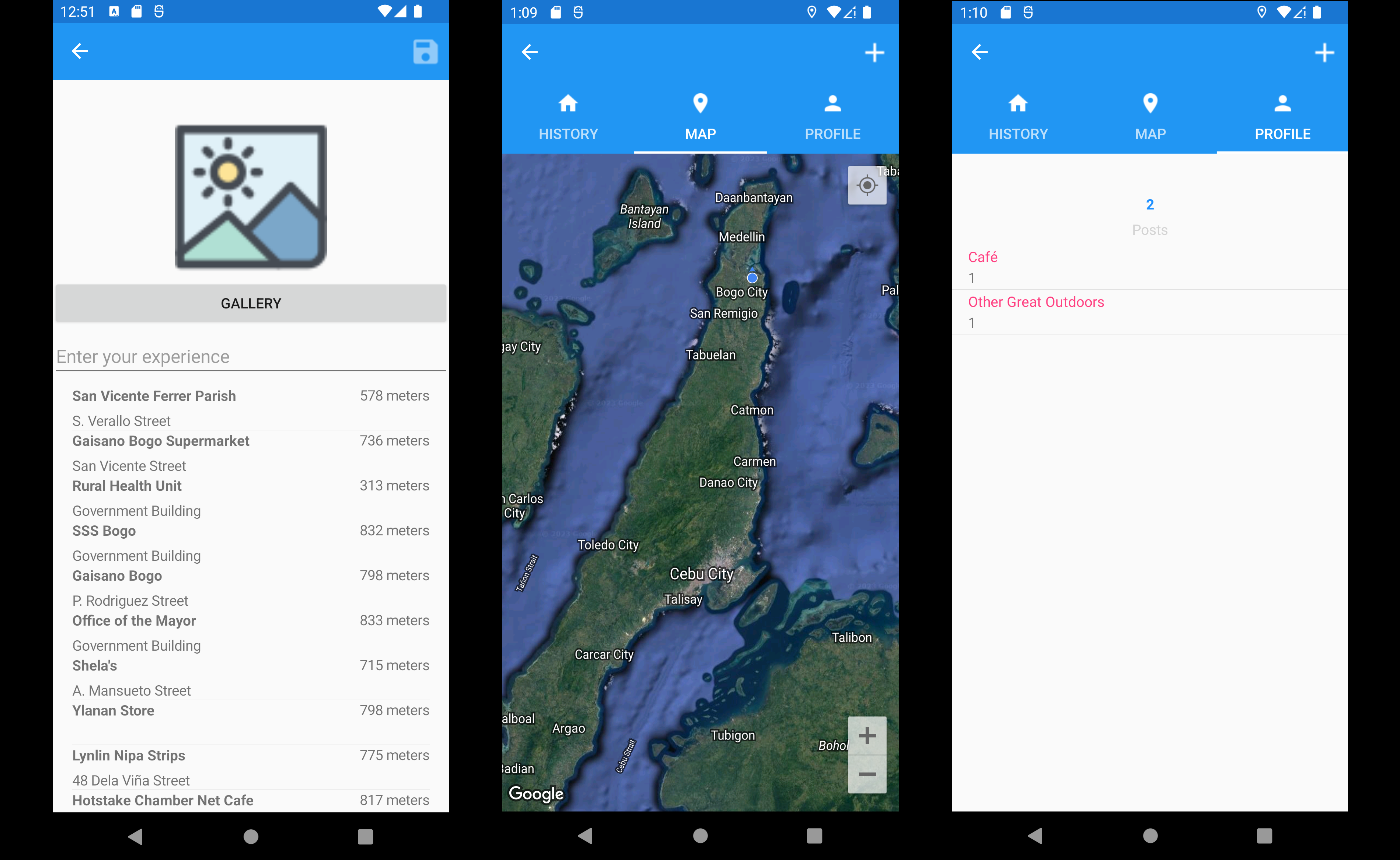 12:51
GALLERY
Enter your experience
San Vicente Ferrer Parish 578 meters
S. Verallo Street
Gaisano Bogo Supermarket 736 meters
San Vicente Street
Rural Health Unit 313 meters
Government Building
SSS Bogo 832 meters
Government Building
Gaisano Bogo 798 meters
P. Rodriguez Street
Office of the Mayor 833 meters
Government Building
Shela's 715 meters
A. Mansueto Street
Ylanan Store 798 meters
Lynlin Nipa Strips 775 meters
48 Dela Viña Street
Hotstake Chamber Net Cafe 817 meters
1:09
HISTORY MAP PROFILE
Taba
Daanbantayan
Bantayan
Island
Medellin
Bogo City
Pal
San Remigio
gay City
Tabuelan
Catmon
Carmen
Danao City
n Carlos
City
Toledo City
Tañon Strait
Cebu City
Talisay
Talibon
Carcar City
alboal
Argao
Tubigon
Bohol
Cebu Strait
Badian
Google
1:10
HISTORY MAP PROFILE
2
Posts
Café
1
Other Great Outdoors
1